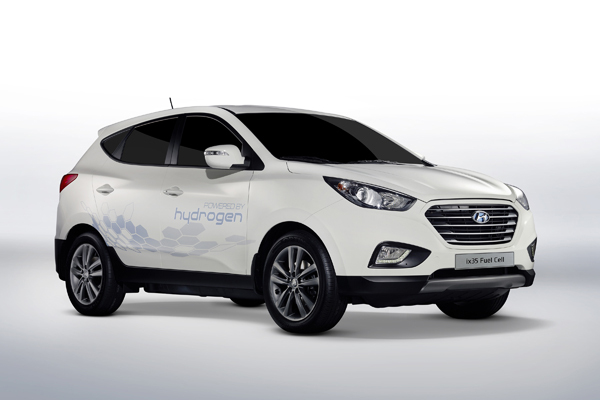 POWERED BY
hydrogen
ix35 Fuel Cell